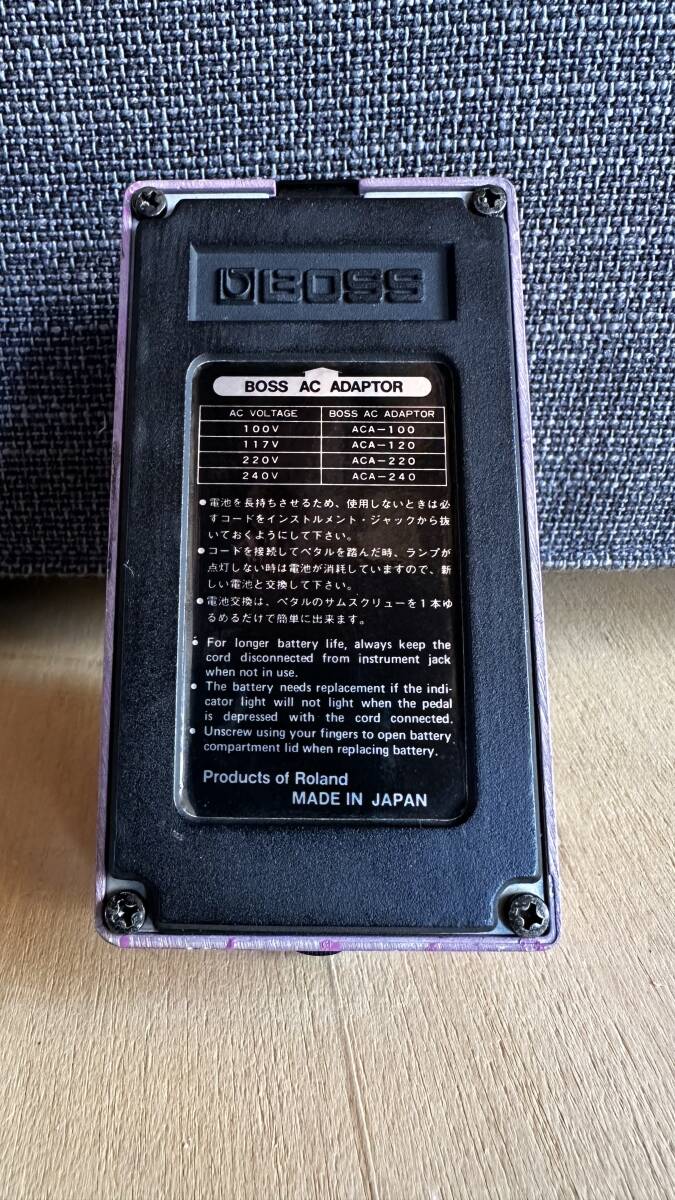 BOSS
BOSS AC ADAPTOR
AC VOLTAGE BOSS AC ADAPTOR
100V ACA-100
117V ACA-120
220V ACA-220
240V ACA-240
●電池を長持ちさせるため、使用しないときは必
ずコードをインストルメント・ジャックから抜
いておくようにして下さい。
●コードを接続してペタルを踏んだ時、ランプが
点灯しない時は電池が消耗していますので、新
しい電池と交換して下さい。
●電池交換は、ペタルのサムスクリューを1本ゆ
るめるだけで簡単に出来ます。
● For longer battery life, always keep the
cord disconnected from instrument jack
when not in use.
● The battery needs replacement if the indi-
cator light will not light when the pedal
is depressed with the cord connected.
● Unscrew using your fingers to open battery
compartment lid when replacing battery.
Products of Roland
MADE IN JAPAN